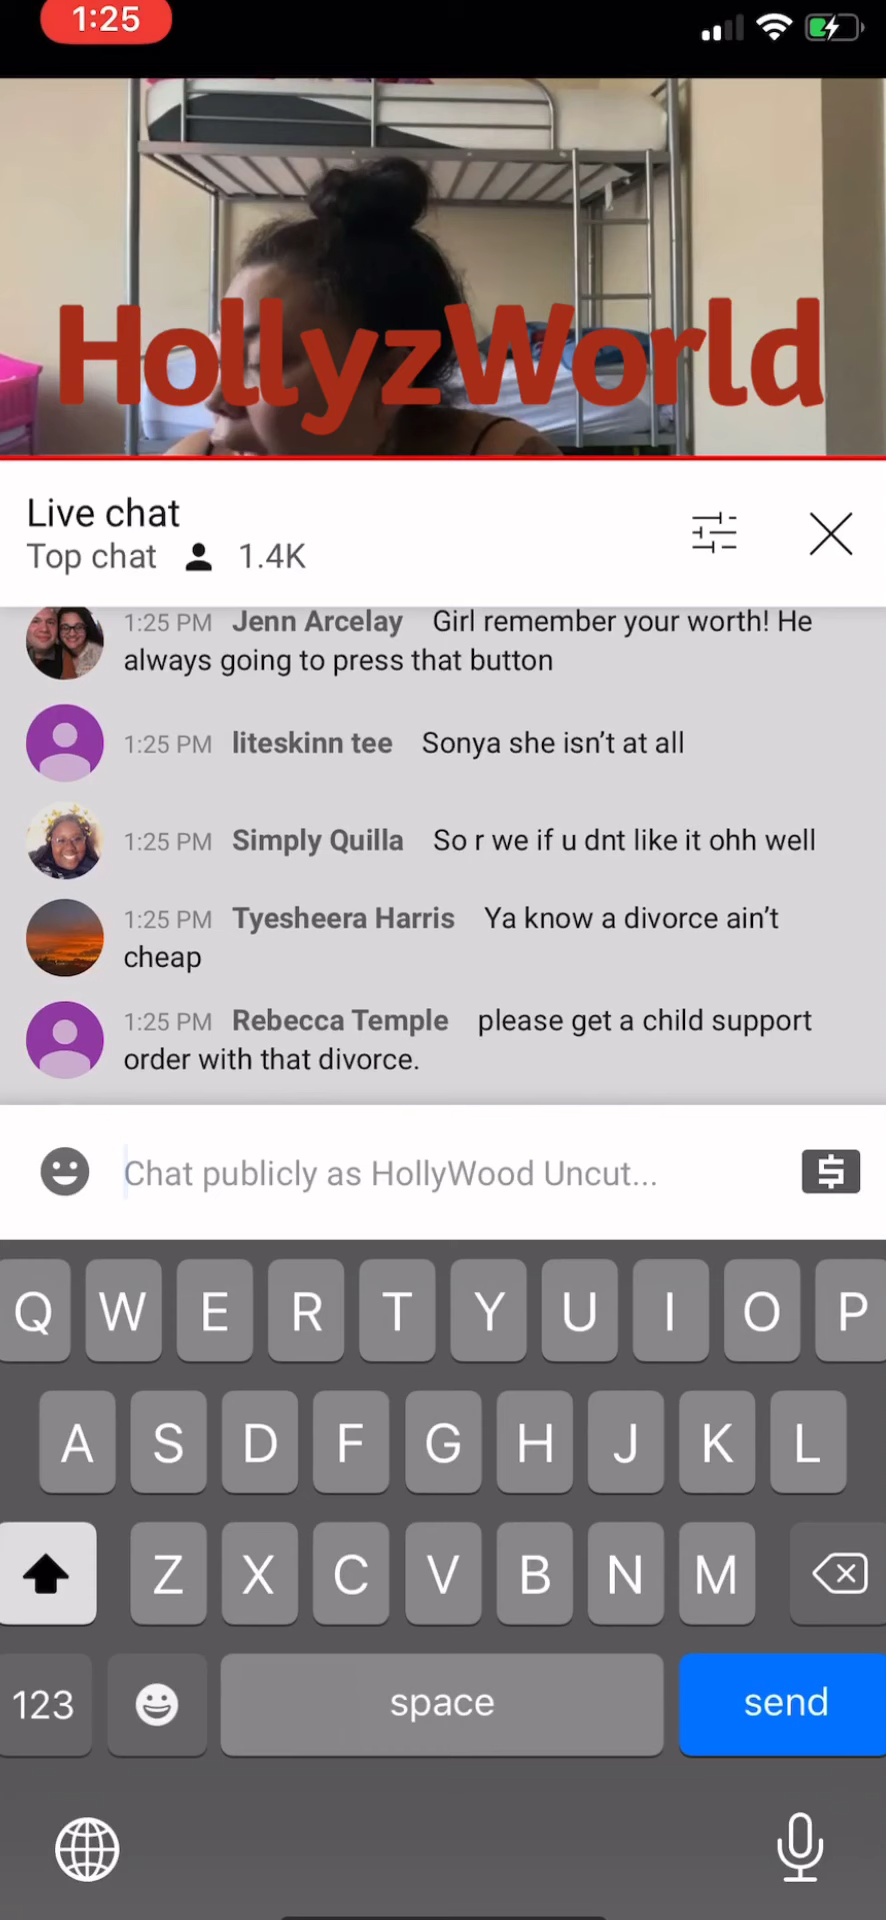 1:25
HollyzWorld
Live chat
Top chat 1.4K
1:25 PM Jenn Arcelay Girl remember your worth! He
always going to press that button
1:25 PM liteskinn tee Sonya she isn't at all
1:25 PM Simply Quilla So r we if u dnt like it ohh well
1:25 PM Tyesheera Harris Ya know a divorce ain't
cheap
1:25 PM Rebecca Temple please get a child support
order with that divorce.
Chat publicly as HollyWood Uncut...
$
Q W E R T Y U I O P
A S D F G H J K L
Z X C V B N M
123 space send